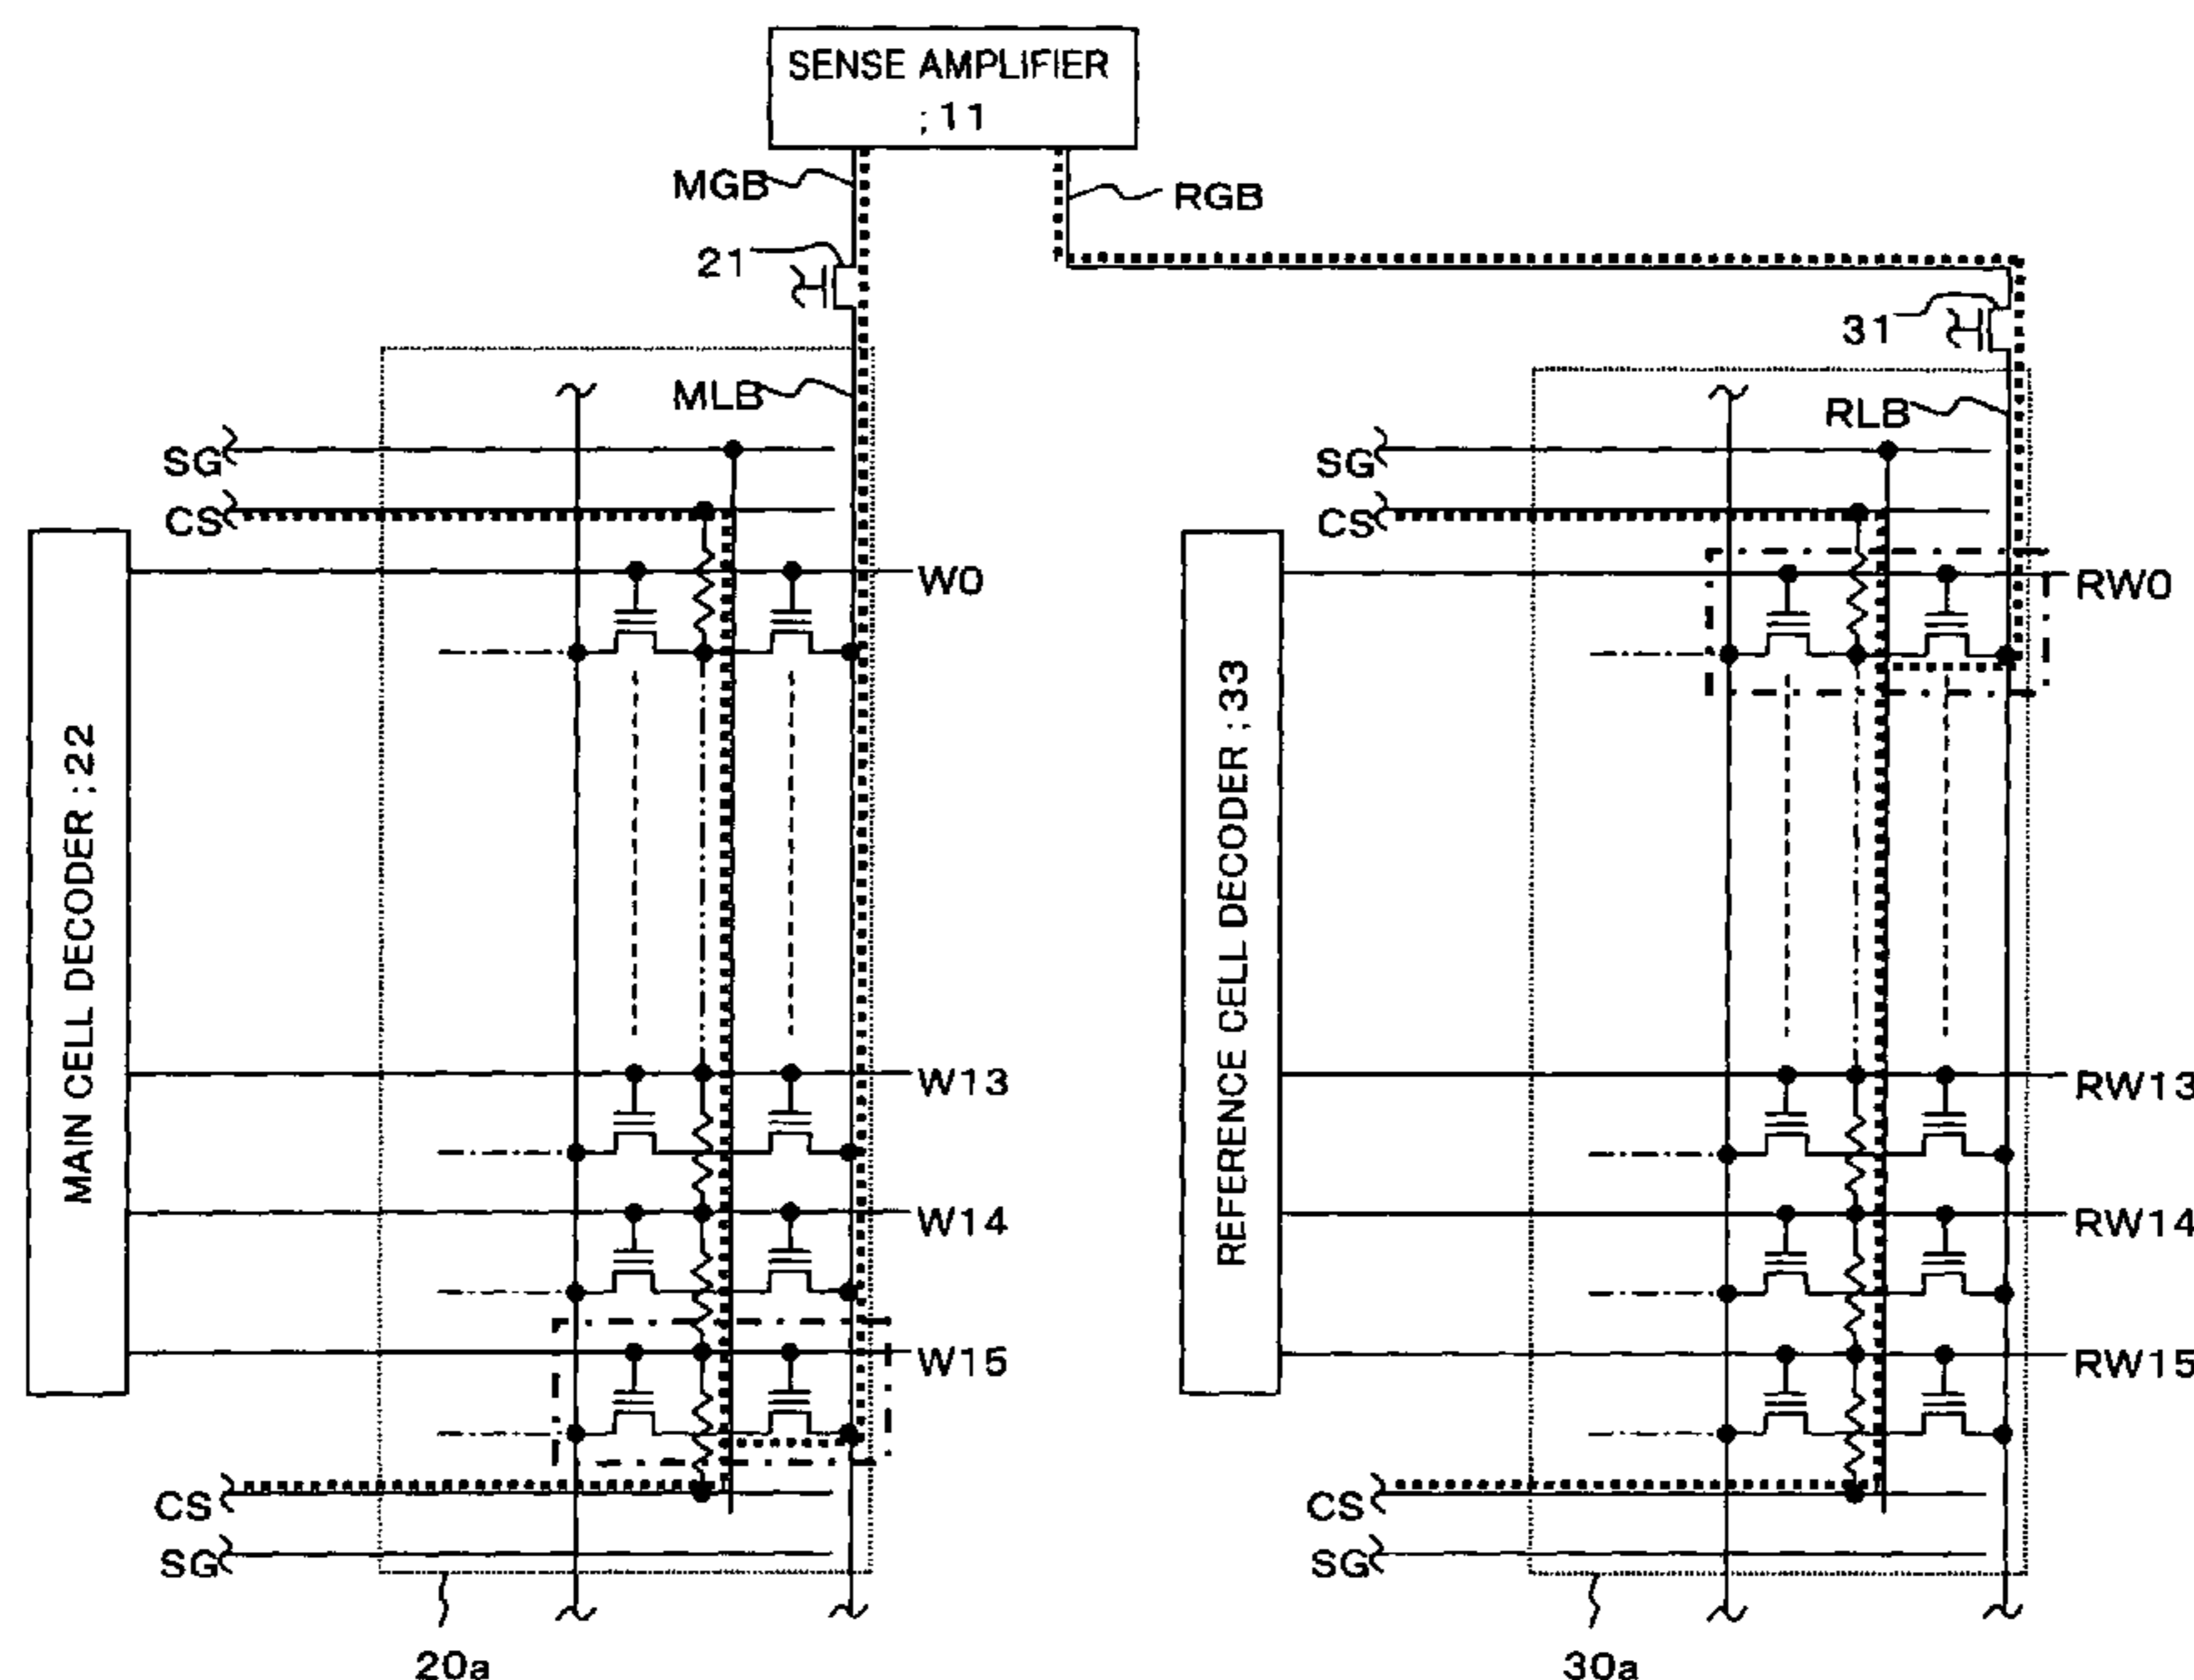 SENSE AMPLIFIER
;11
MGB
RGB
21
31
MLB
RLB
SG
SG
CS
CS
W0
RW0
MAIN CELL DECODER ;22
REFERENCE CELL DECODER ;33
W13
RW13
W14
RW14
W15
RW15
CS
CS
SG
SG
20a
30a